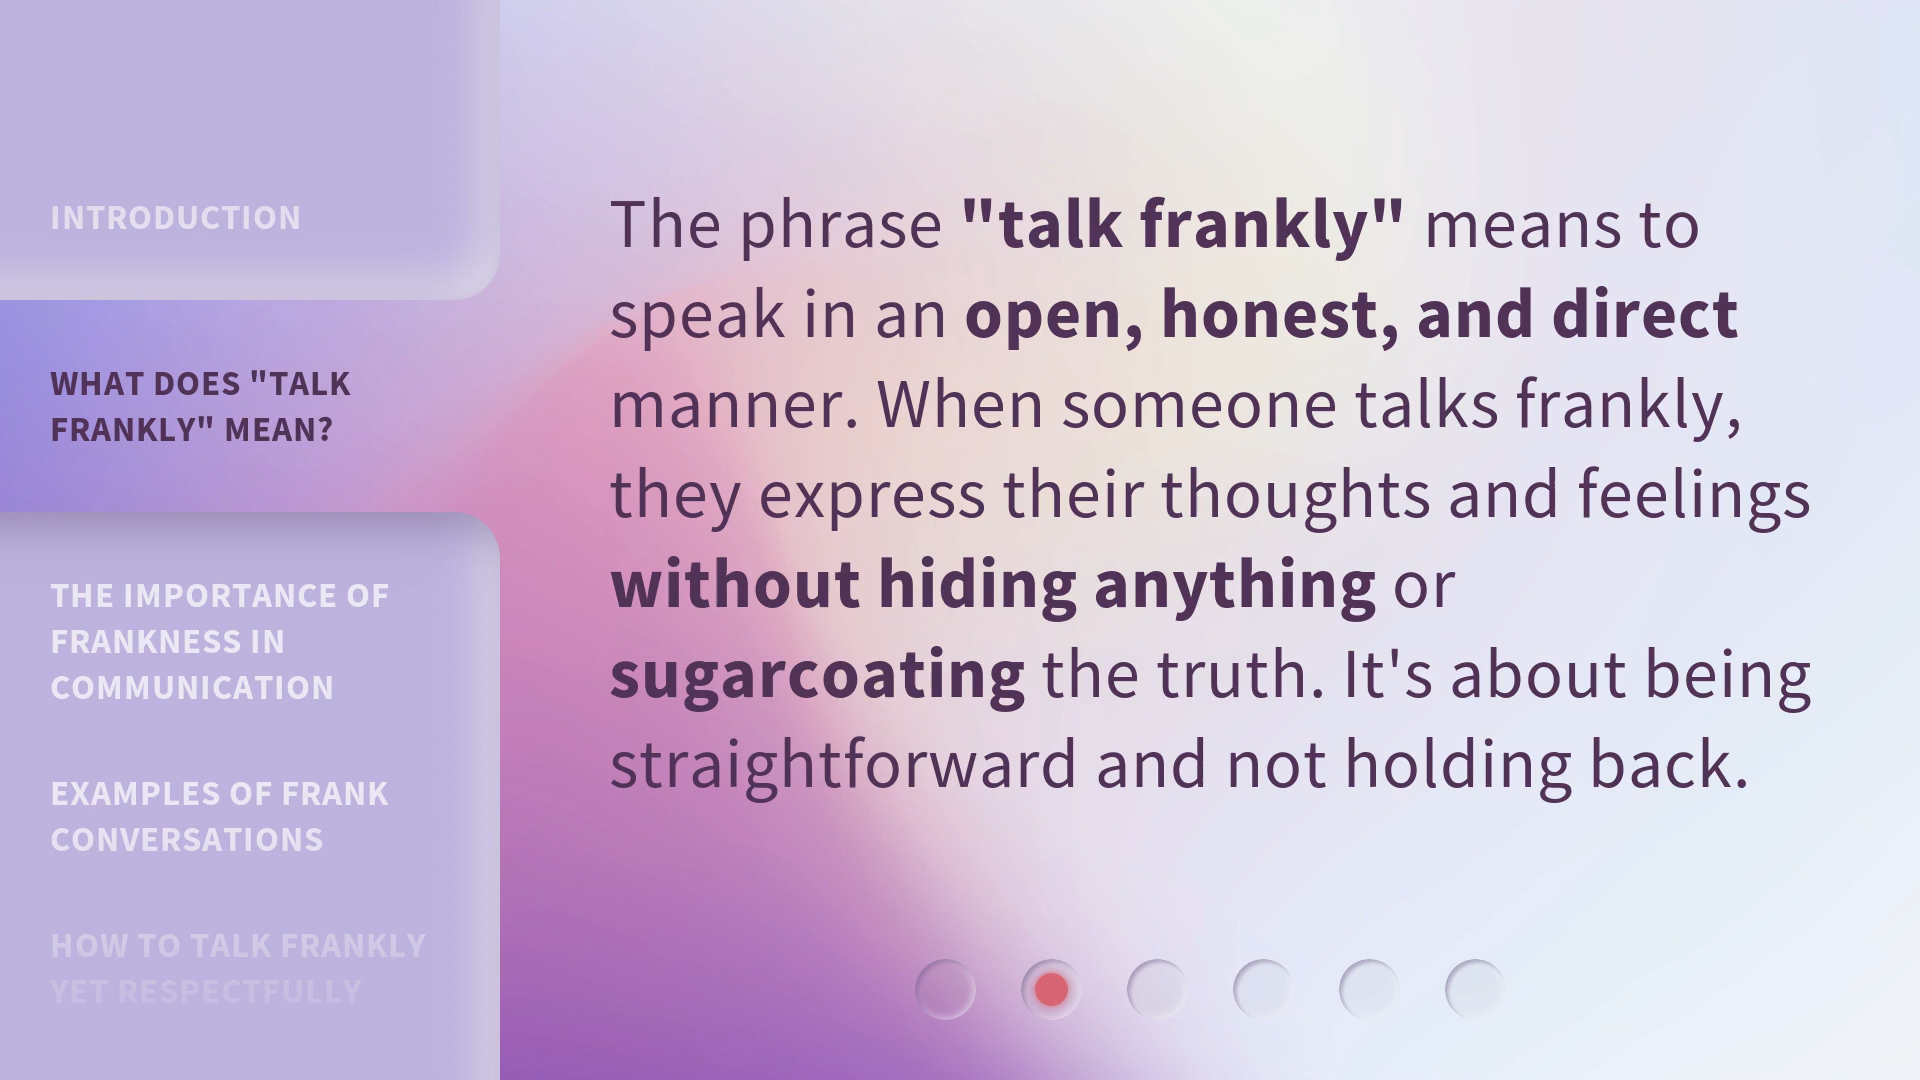 INTRODUCTION
WHAT DOES "TALK
FRANKLY" MEAN?
THE IMPORTANCE OF
FRANKNESS IN
COMMUNICATION
EXAMPLES OF FRANK
CONVERSATIONS
HOW TO TALK FRANKLY
YET RESPECTFULLY
The phrase "talk frankly" means to
speak in an open, honest, and direct
manner. When someone talks frankly,
they express their thoughts and feelings
without hiding anything or
sugarcoating the truth. It's about being
straightforward and not holding back.